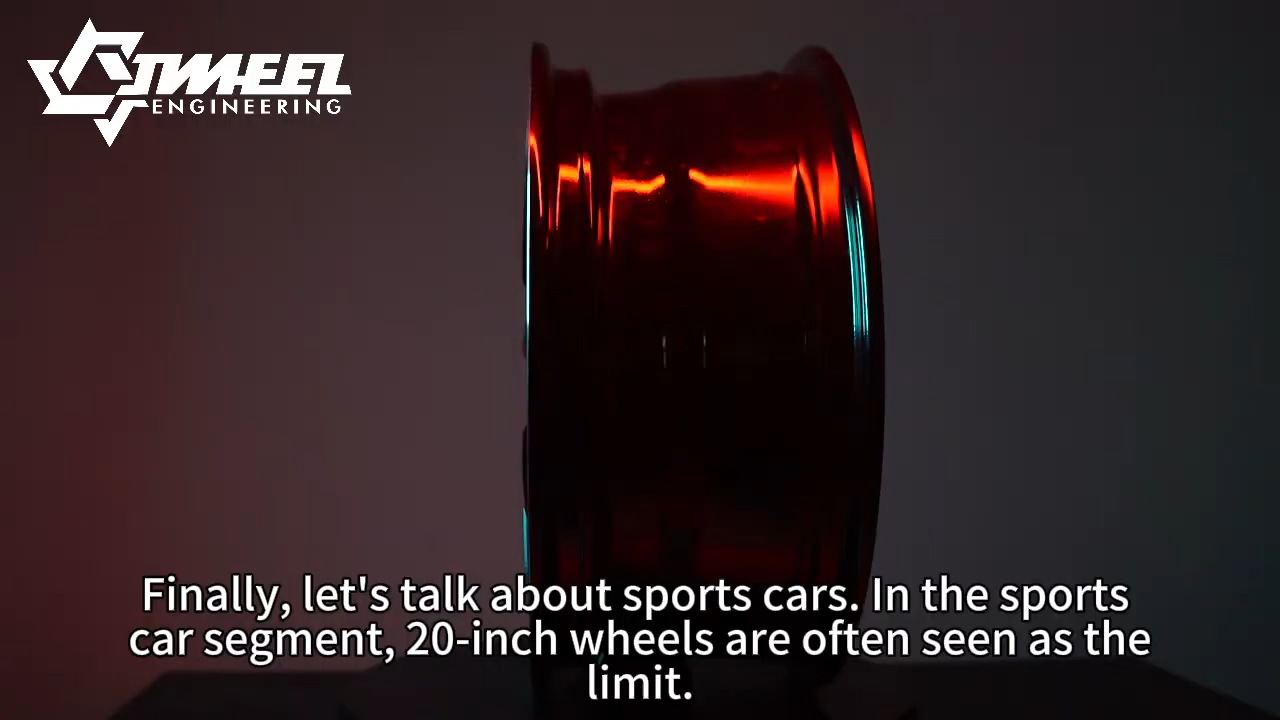 JWHEEL
ENGINEERING
Finally, let's talk about sports cars. In the sports
car segment, 20-inch wheels are often seen as the
limit.